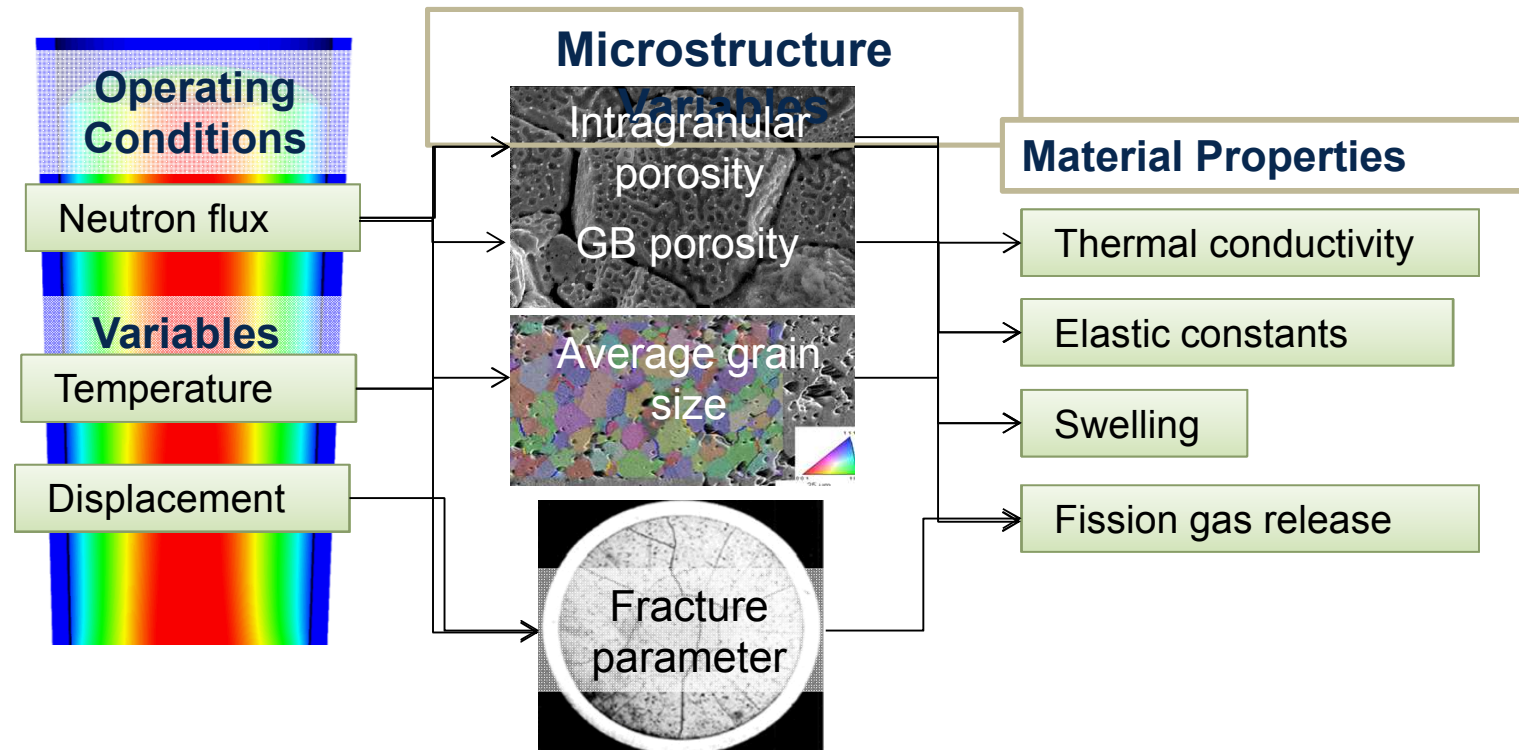 Operating
Conditions
Neutron flux
Variables
Temperature
Displacement
Microstructure
Variables
Intragranular
porosity
GB porosity
Average grain
size
Fracture
parameter
Material Properties
Thermal conductivity
Elastic constants
Swelling
Fission gas release